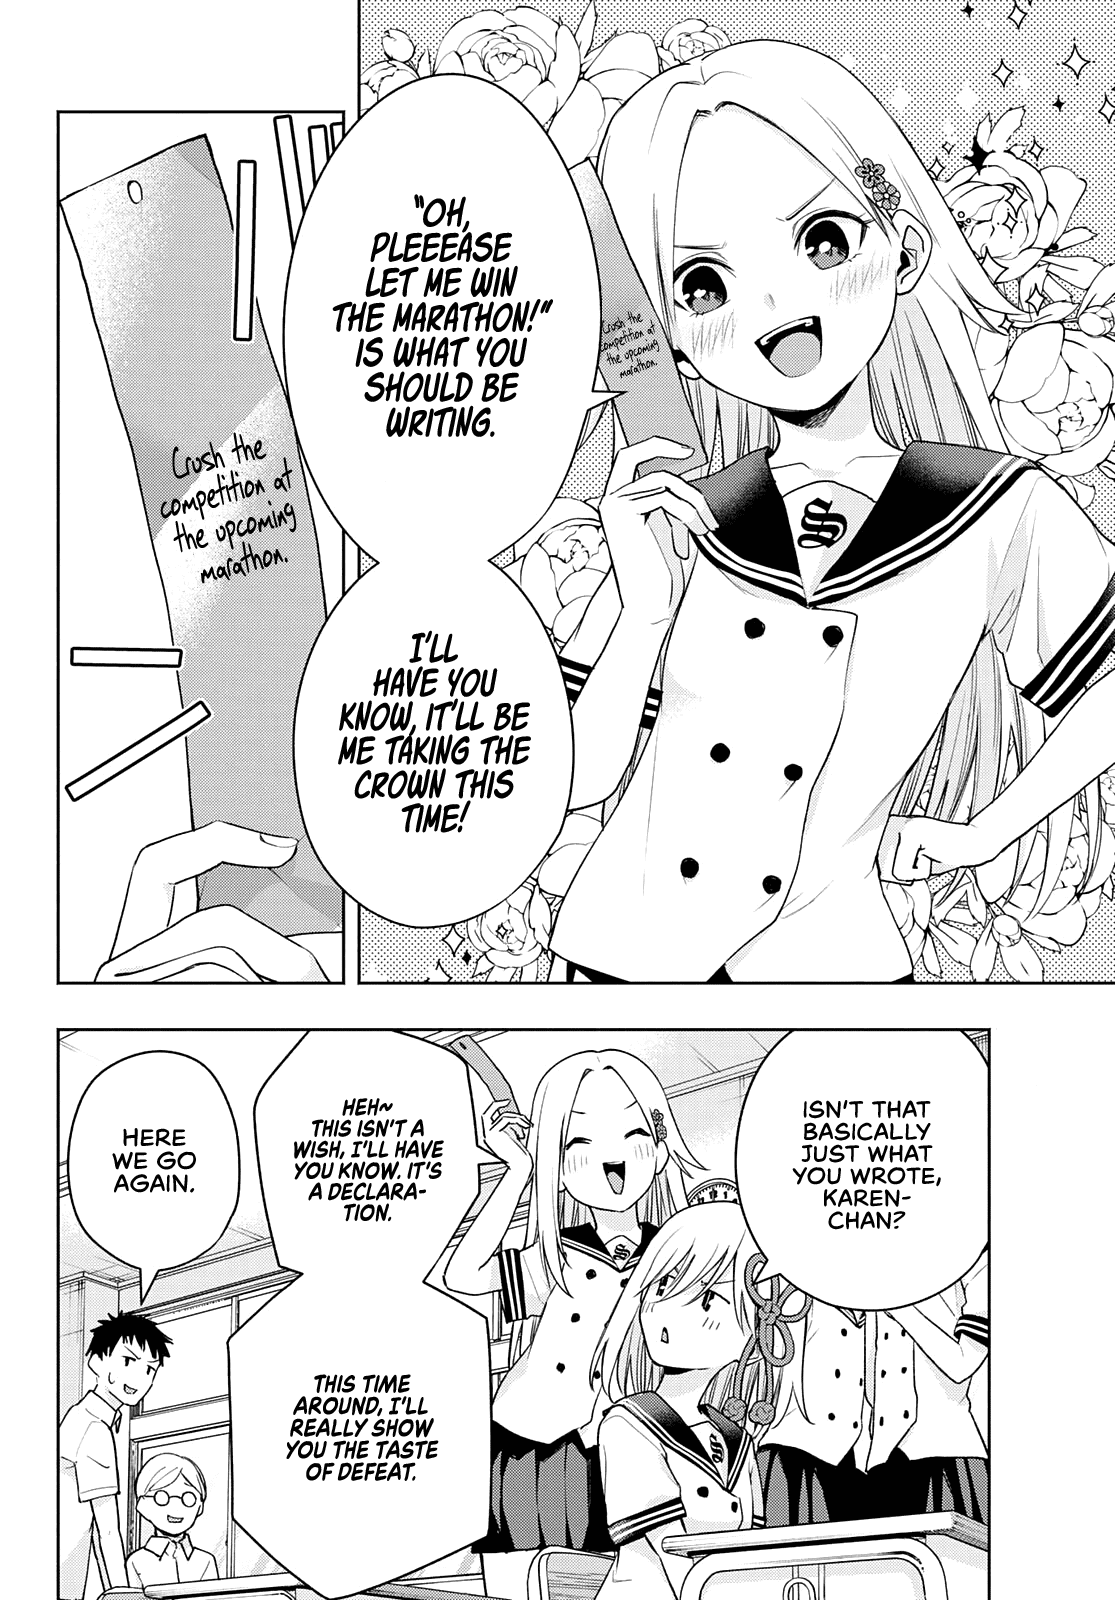 "OH,
PLEEEASE
LET ME WIN
THE MARATHON!"
IS WHAT YOU
SHOULD BE
WRITING.
Crush the
competition at
the upcoming
marathon.
Crush the
competition at
the upcoming
marathon.
S
I'LL
HAVE YOU
KNOW, IT'LL BE
ME TAKING THE
CROWN THIS
TIME!
ISN'T THAT
BASICALLY
JUST WHAT
YOU WROTE,
KAREN-
CHAN?
HEH~
THIS ISN'T A
WISH, I'LL HAVE
YOU KNOW. IT'S
A DECLARA-
TION.
HERE
WE GO
AGAIN.
S
S
THIS TIME
AROUND, I'LL
REALLY SHOW
YOU THE TASTE
OF DEFEAT.